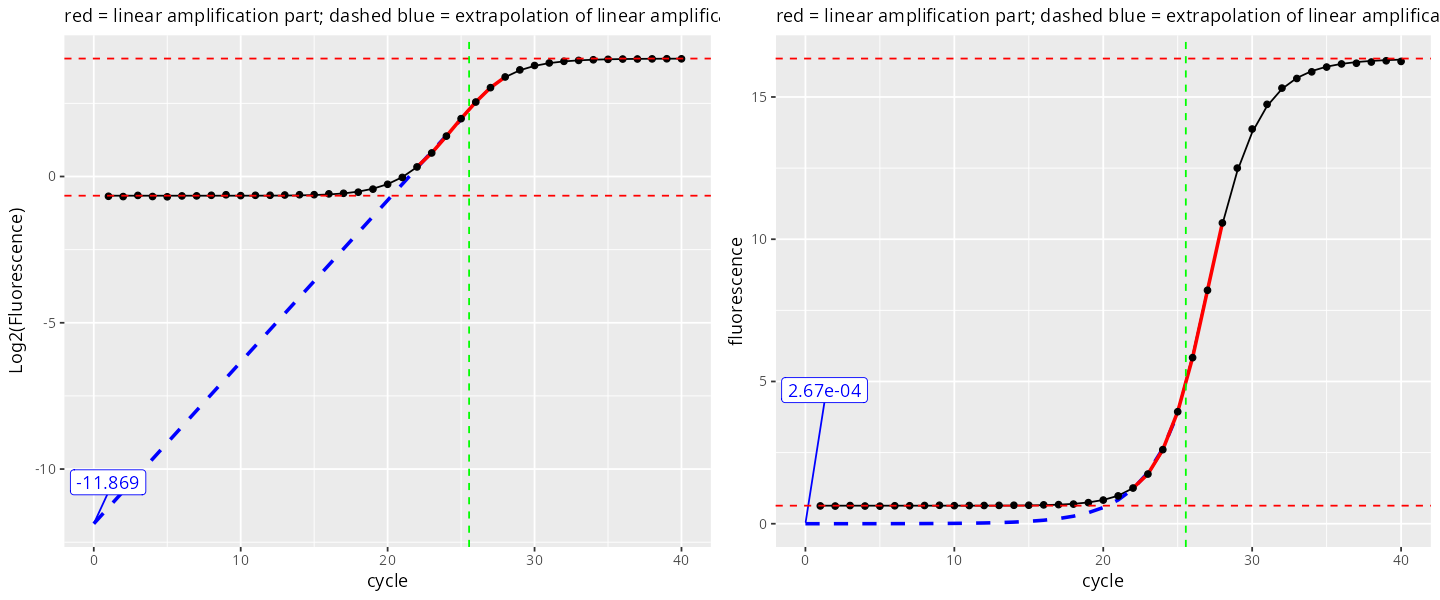 red = linear amplification part; dashed blue = extrapolation of linear amplific
Log2(Fluorescence)
0
-5
-10
-11.869
0
10
20
30
40
cycle
red = linear amplification part; dashed blue = extrapolation of linear amplifica
fluorescence
15
10
5
0
2.67e-04
0
10
20
30
40
cycle